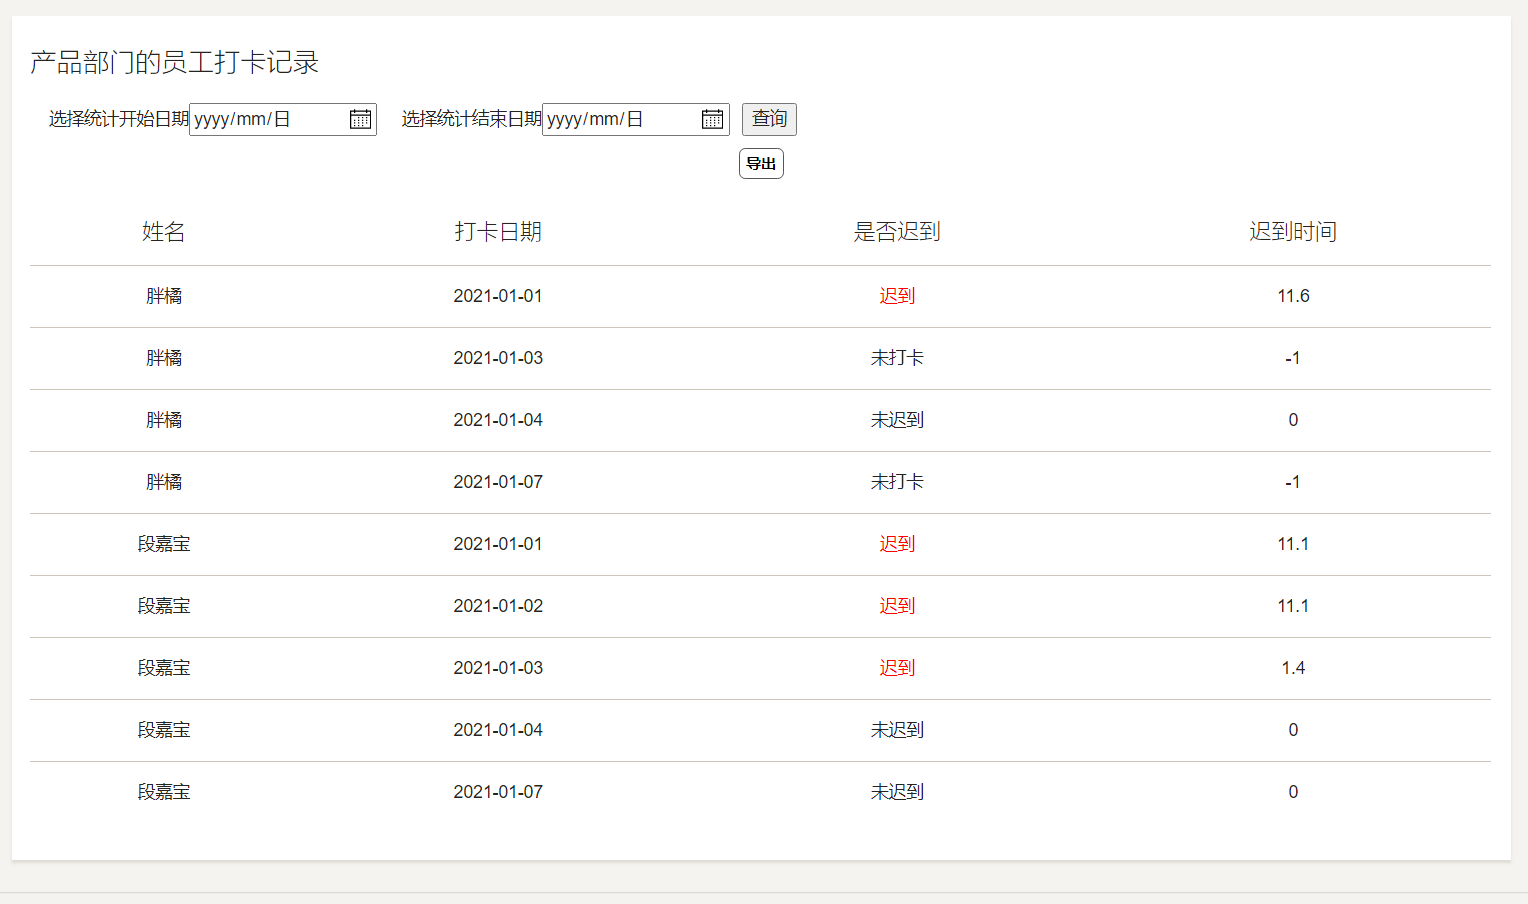 产品部门的员工打卡记录
选择统计开始日期 yyyy/mm/日 选择统计结束日期 yyyy/mm/日 查询
导出
姓名 打卡日期 是否迟到 迟到时间
胖橘 2021-01-01 迟到 11.6
胖橘 2021-01-03 未打卡 -1
胖橘 2021-01-04 未迟到 0
胖橘 2021-01-07 未打卡 -1
段嘉宝 2021-01-01 迟到 11.1
段嘉宝 2021-01-02 迟到 11.1
段嘉宝 2021-01-03 迟到 1.4
段嘉宝 2021-01-04 未迟到 0
段嘉宝 2021-01-07 未迟到 0